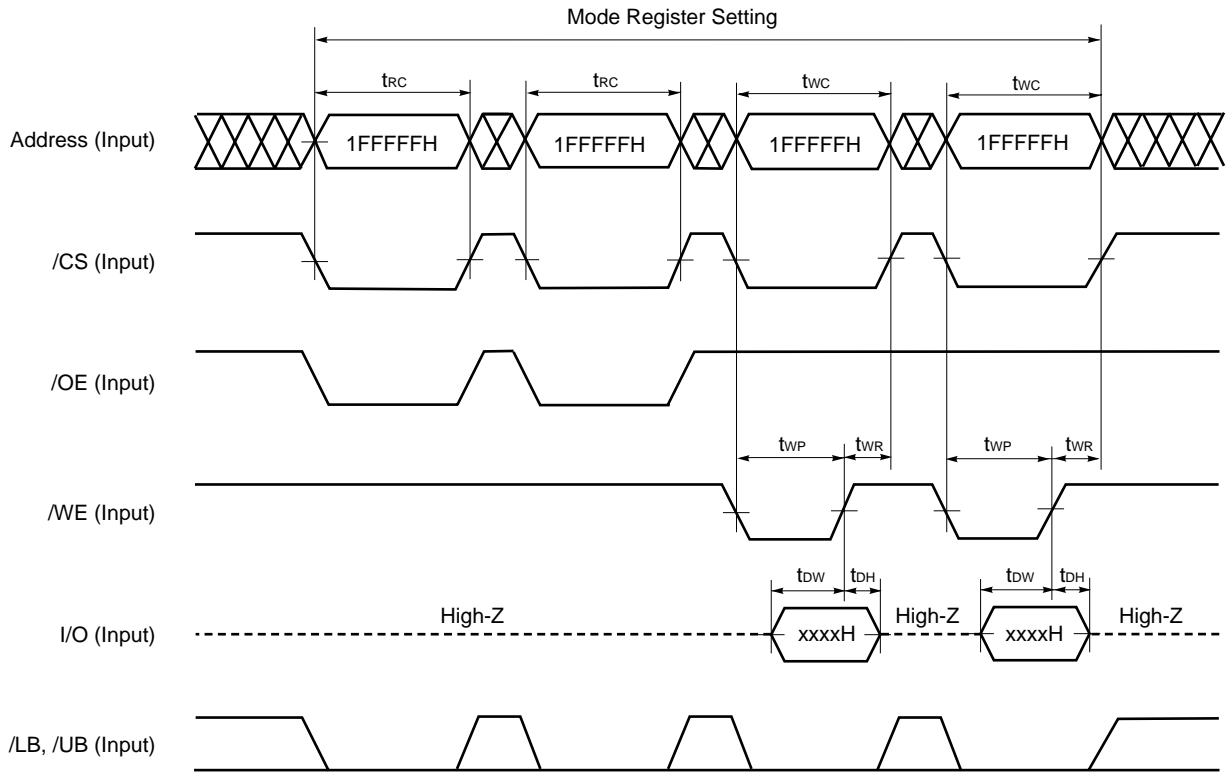 Mode Register Setting
tRC tRC tWC tWC
Address (Input) 1FFFFFH 1FFFFFH 1FFFFFH 1FFFFFH
/CS (Input)
/OE (Input)
tWP tWR tWP tWR
/WE (Input)
tDW tDH tDW tDH
High-Z High-Z High-Z
I/O (Input) xxxxH xxxxH
/LB, /UB (Input)